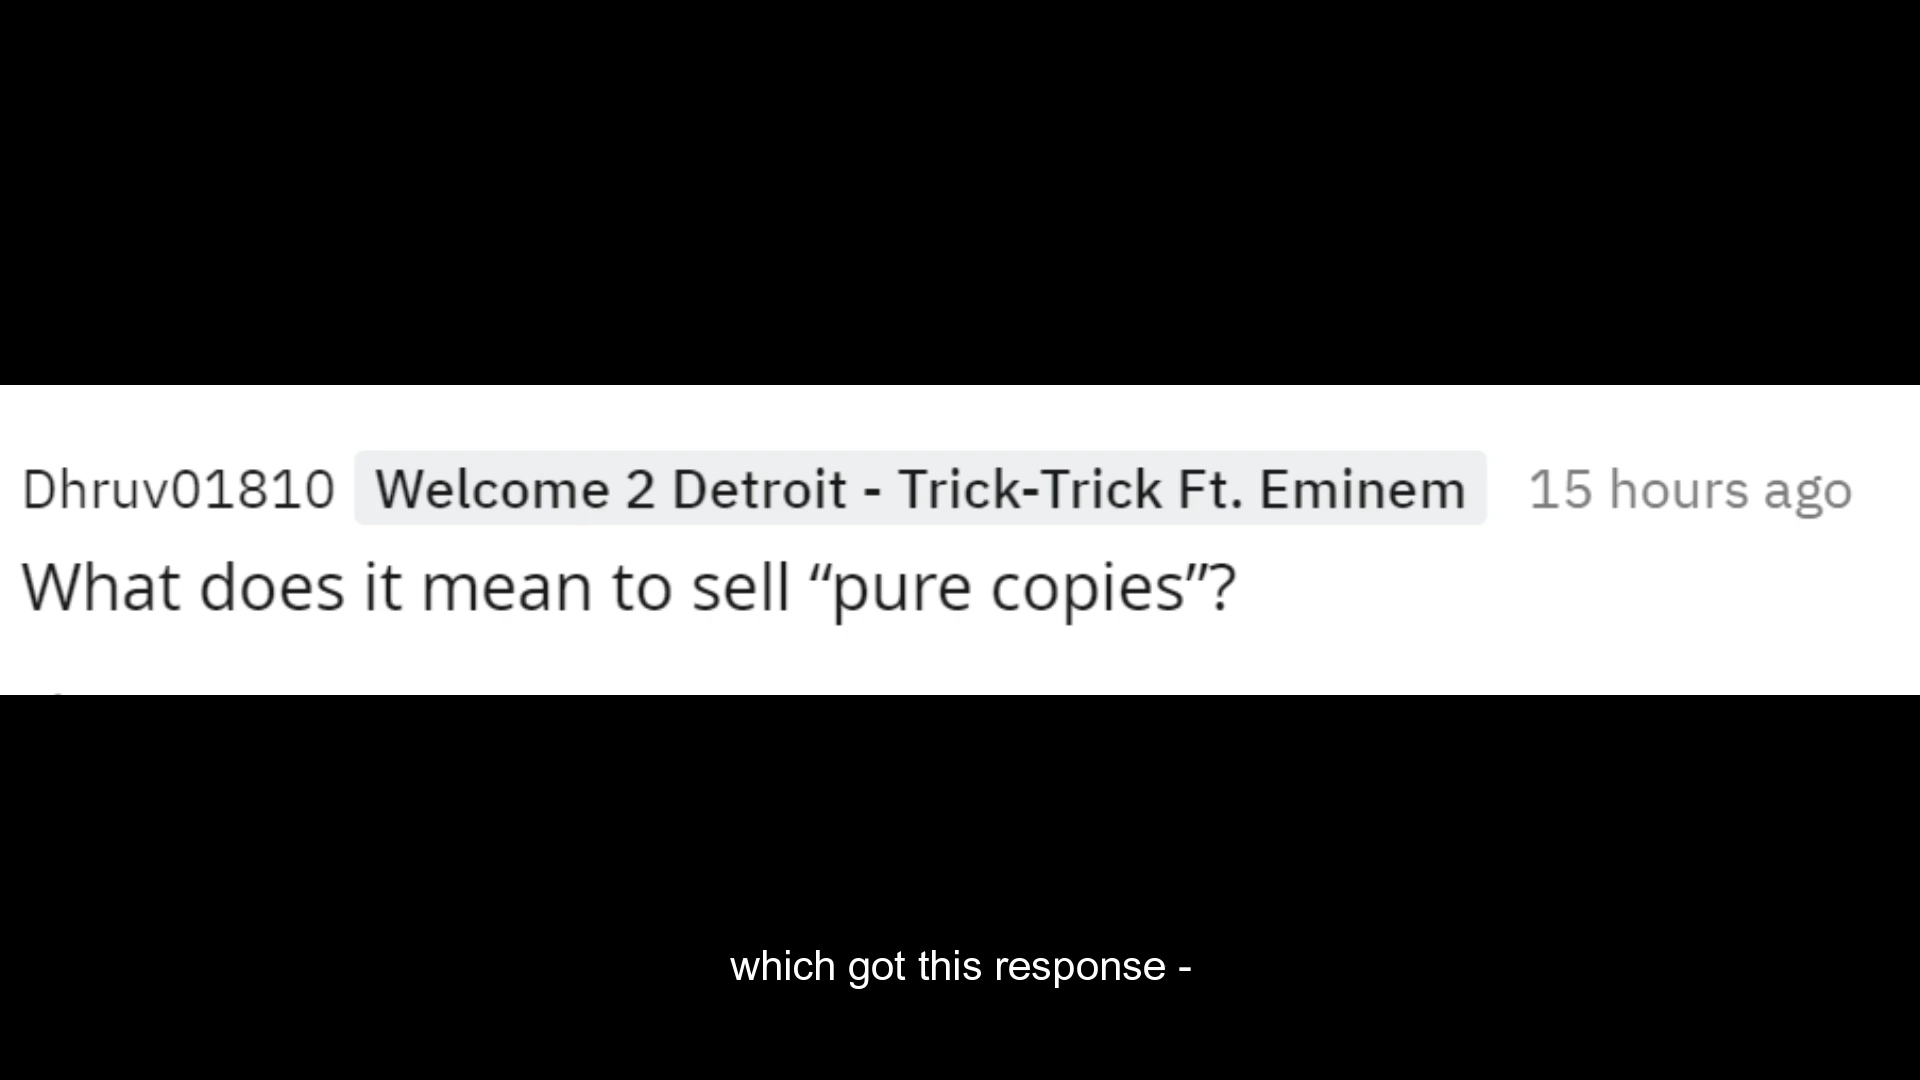 Dhruv01810 Welcome 2 Detroit - Trick-Trick Ft. Eminem 15 hours ago
What does it mean to sell “pure copies”?
which got this response -